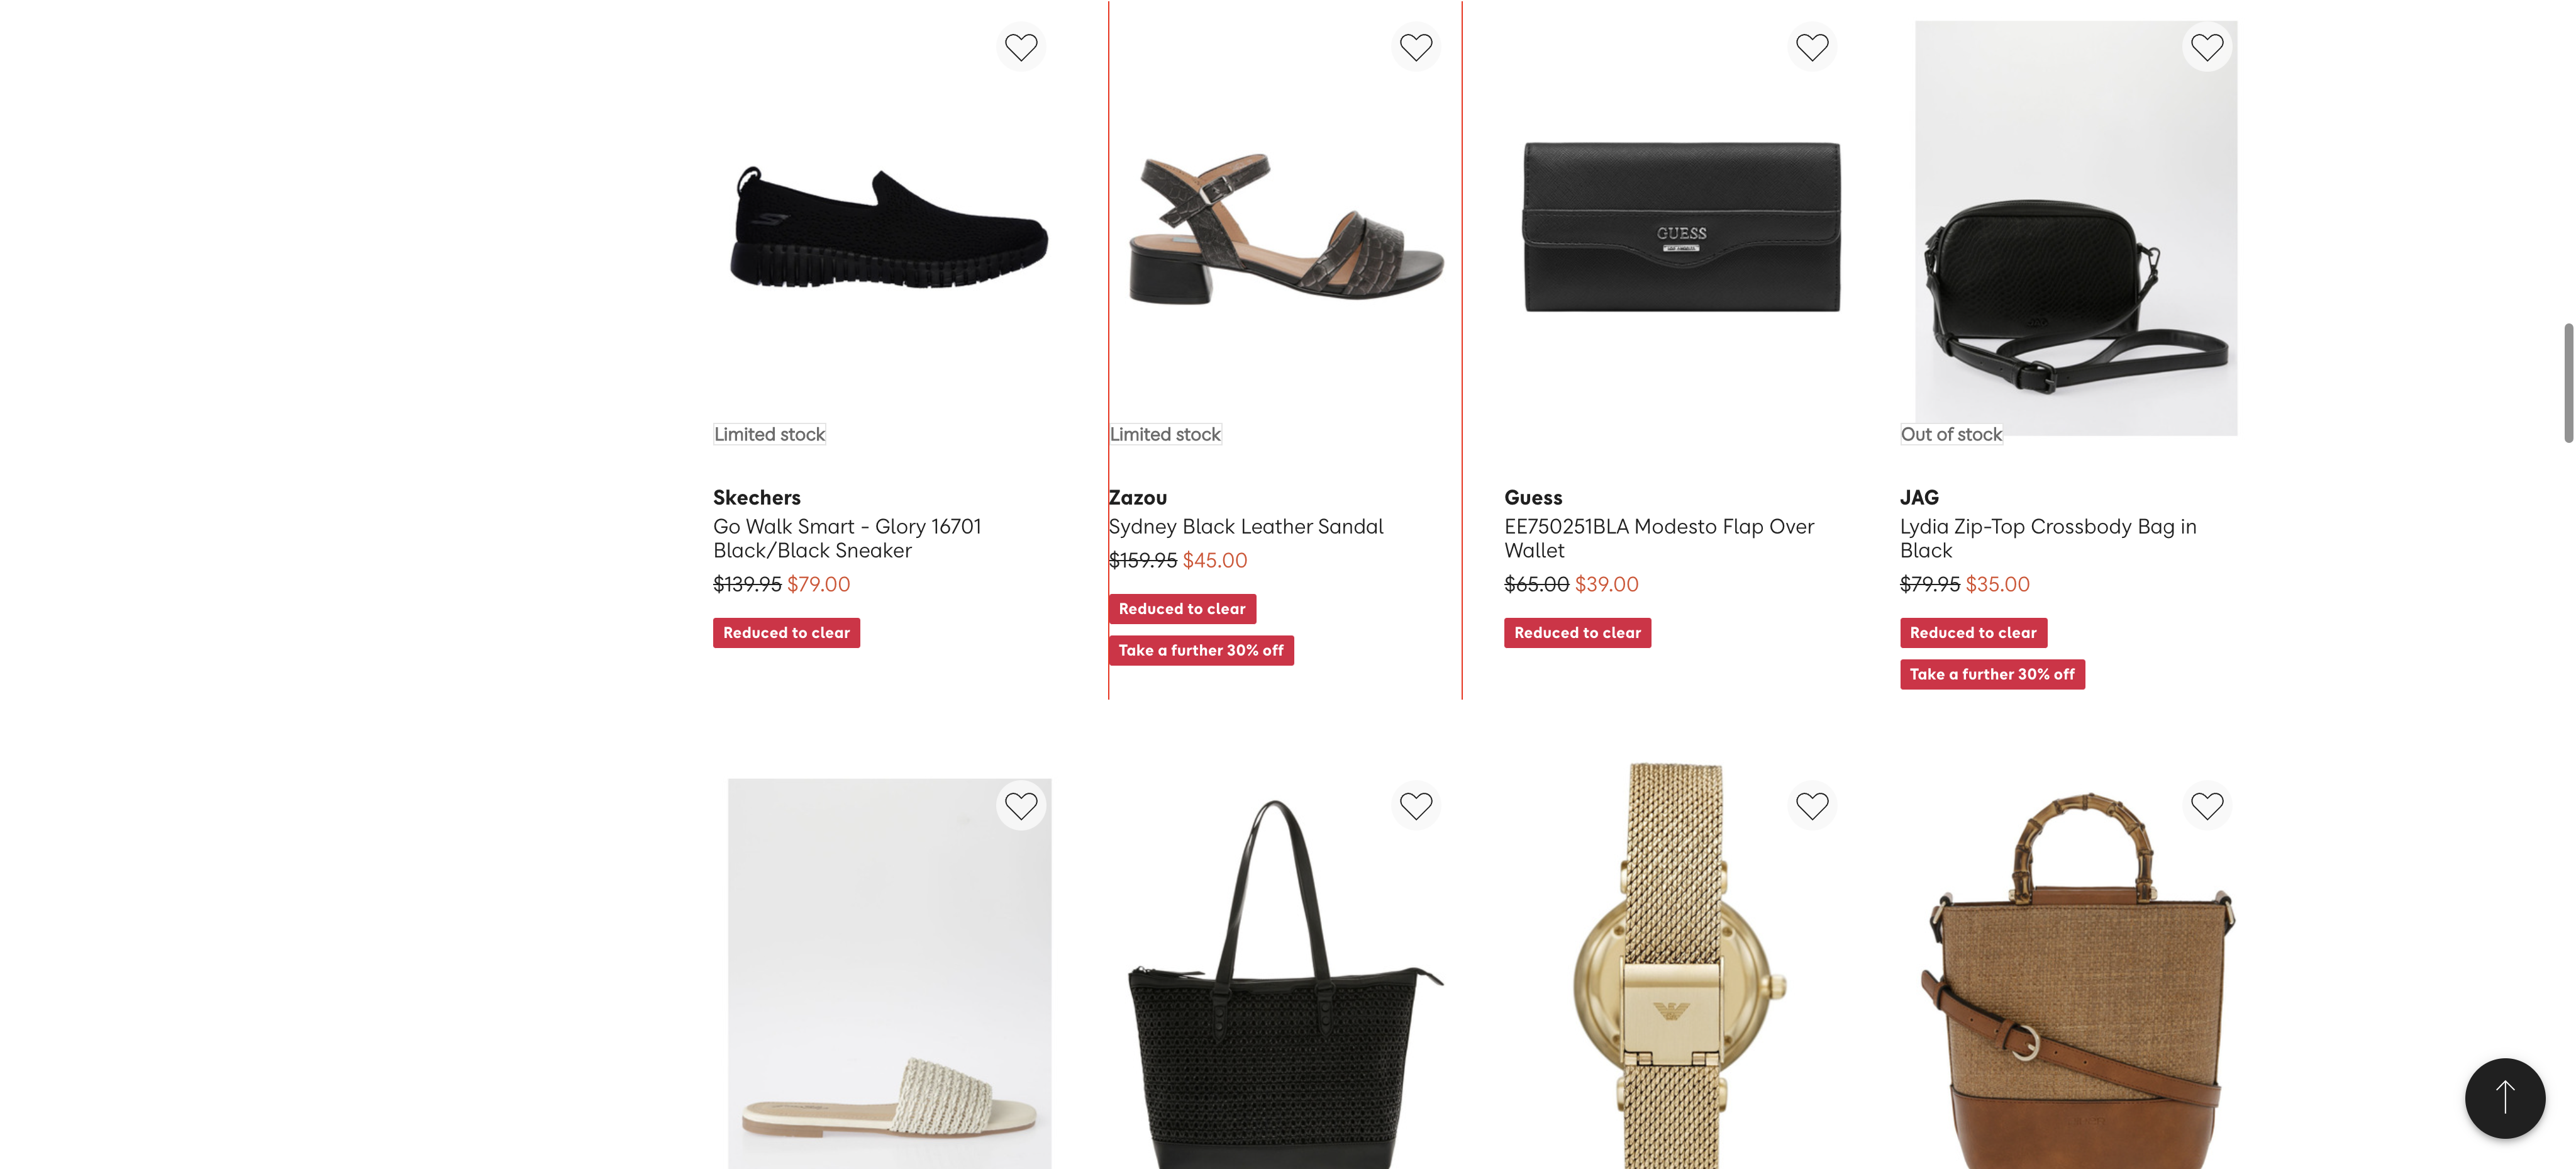 GUESS
Limited stock
Limited stock
Out of stock
Skechers
Go Walk Smart - Glory 16701
Black/Black Sneaker
$139.95 $79.00
Reduced to clear
Zazou
Sydney Black Leather Sandal
$159.95 $45.00
Reduced to clear
Take a further 30% off
Guess
EE750251BLA Modesto Flap Over
Wallet
$65.00 $39.00
Reduced to clear
JAG
Lydia Zip-Top Crossbody Bag in
Black
$79.95 $35.00
Reduced to clear
Take a further 30% off